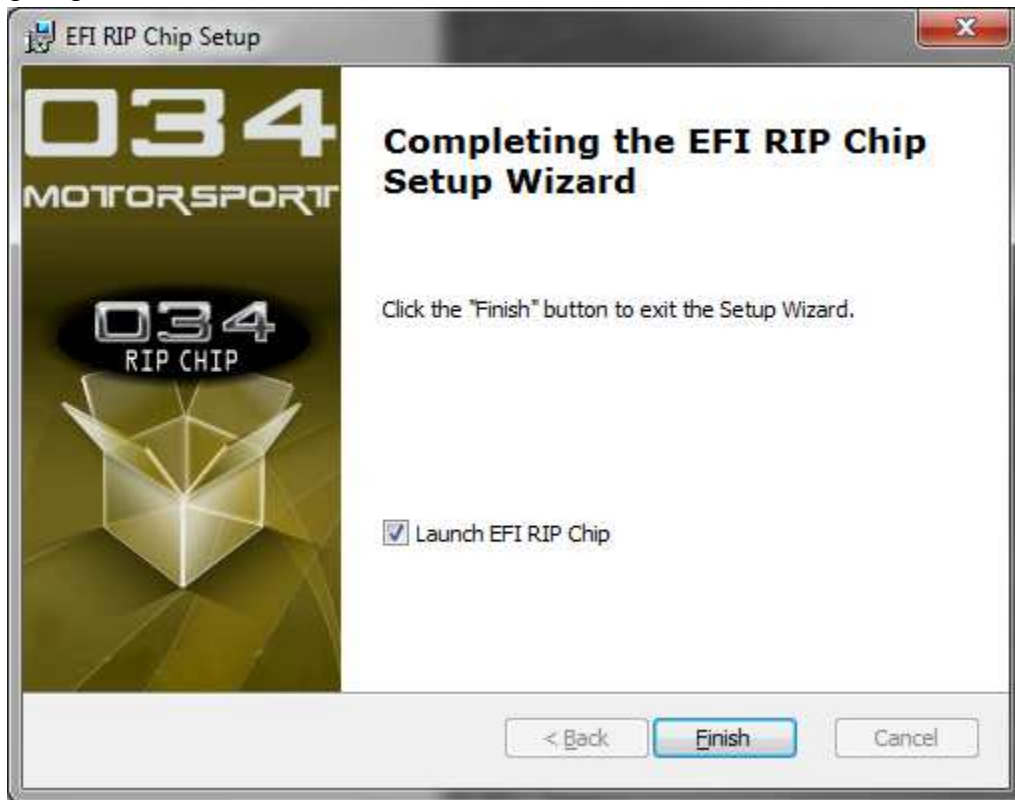 EFI RIP Chip Setup
034
MOTORSPORT
034
RIP CHIP
Completing the EFI RIP Chip
Setup Wizard
Click the "Finish" button to exit the Setup Wizard.
Launch EFI RIP Chip
< Back Finish Cancel